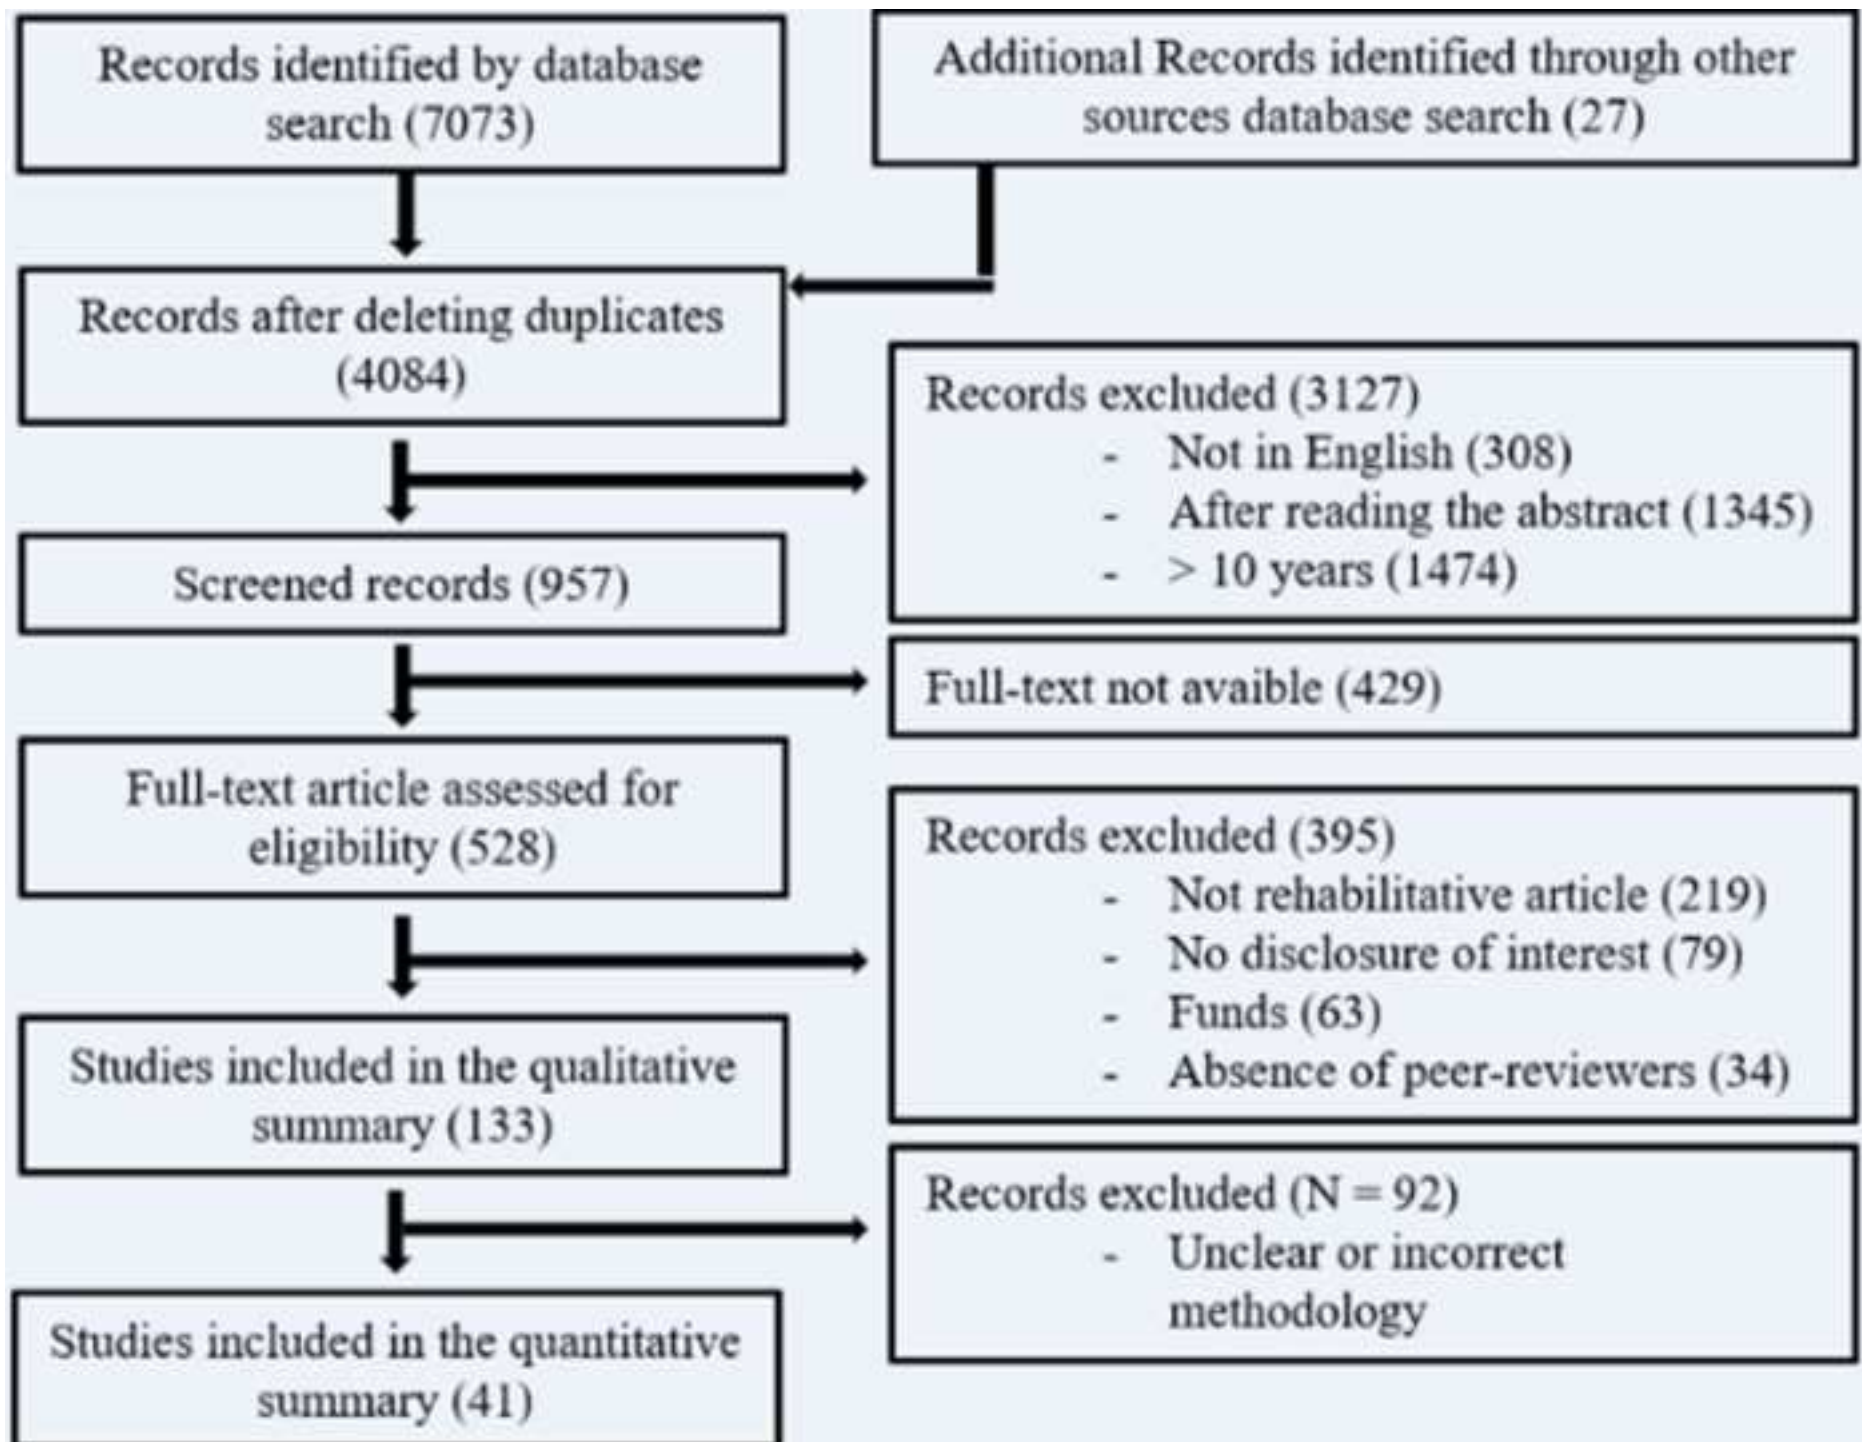 Records identified by database
search (7073)
Additional Records identified through other
sources database search (27)
Records after deleting duplicates
(4084)
Records excluded (3127)
- Not in English (308)
- After reading the abstract (1345)
- > 10 years (1474)
Screened records (957)
Full-text not avaible (429)
Full-text article assessed for
eligibility (528)
Records excluded (395)
- Not rehabilitative article (219)
- No disclosure of interest (79)
- Funds (63)
- Absence of peer-reviewers (34)
Studies included in the qualitative
summary (133)
Records excluded (N = 92)
- Unclear or incorrect
methodology
Studies included in the quantitative
summary (41)